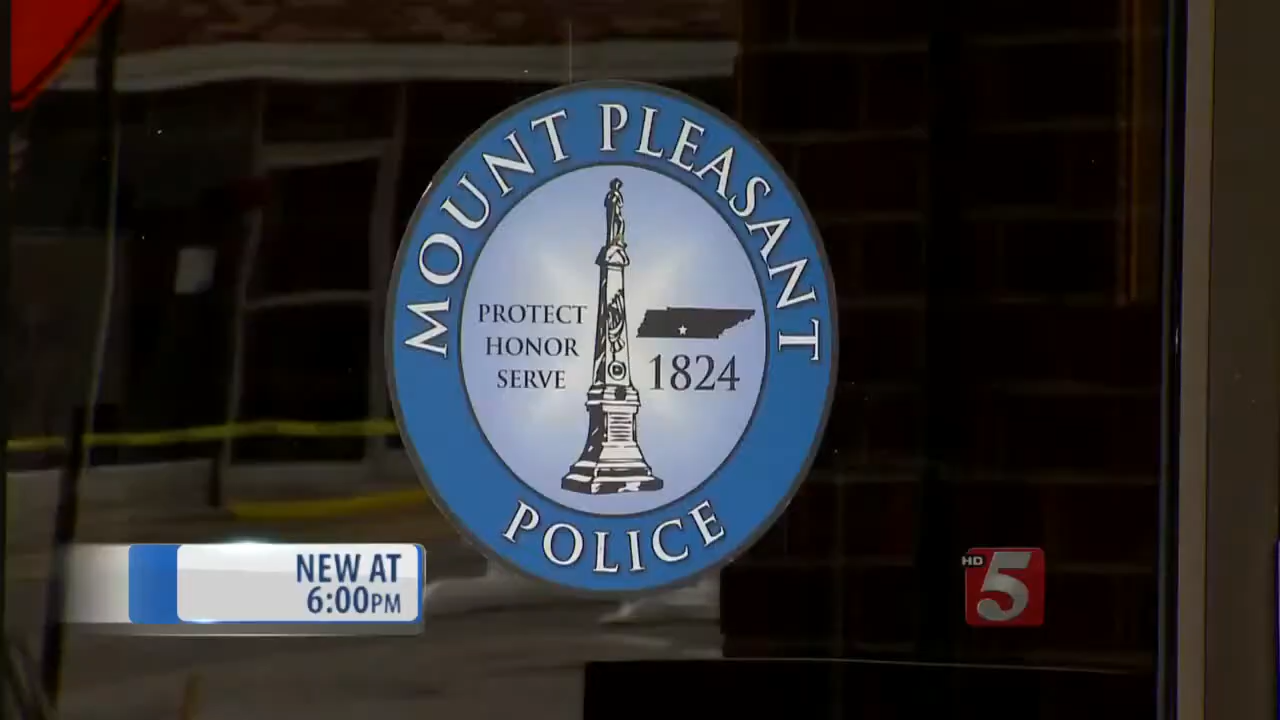 MOUNT PLEASANT
PROTECT
HONOR
SERVE
1824
POLICE
NEW AT
6:00PM
HD
5